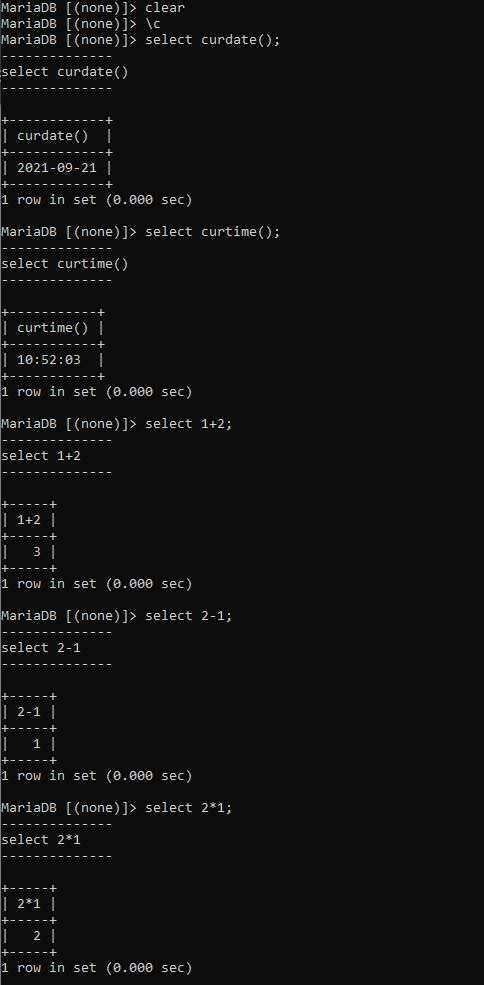 MariaDB [(none)]> clear
MariaDB [(none)]> \c
MariaDB [(none)]> select curdate();
--------------
select curdate()
--------------

+------------+
| curdate()  |
+------------+
| 2021-09-21 |
+------------+
1 row in set (0.000 sec)

MariaDB [(none)]> select curtime();
--------------
select curtime()
--------------

+-----------+
| curtime() |
+-----------+
| 10:52:03  |
+-----------+
1 row in set (0.000 sec)

MariaDB [(none)]> select 1+2;
--------------
select 1+2
--------------

+-----+
| 1+2 |
+-----+
|   3 |
+-----+
1 row in set (0.000 sec)

MariaDB [(none)]> select 2-1;
--------------
select 2-1
--------------

+-----+
| 2-1 |
+-----+
|   1 |
+-----+
1 row in set (0.000 sec)

MariaDB [(none)]> select 2*1;
--------------
select 2*1
--------------

+-----+
| 2*1 |
+-----+
|   2 |
+-----+
1 row in set (0.000 sec)